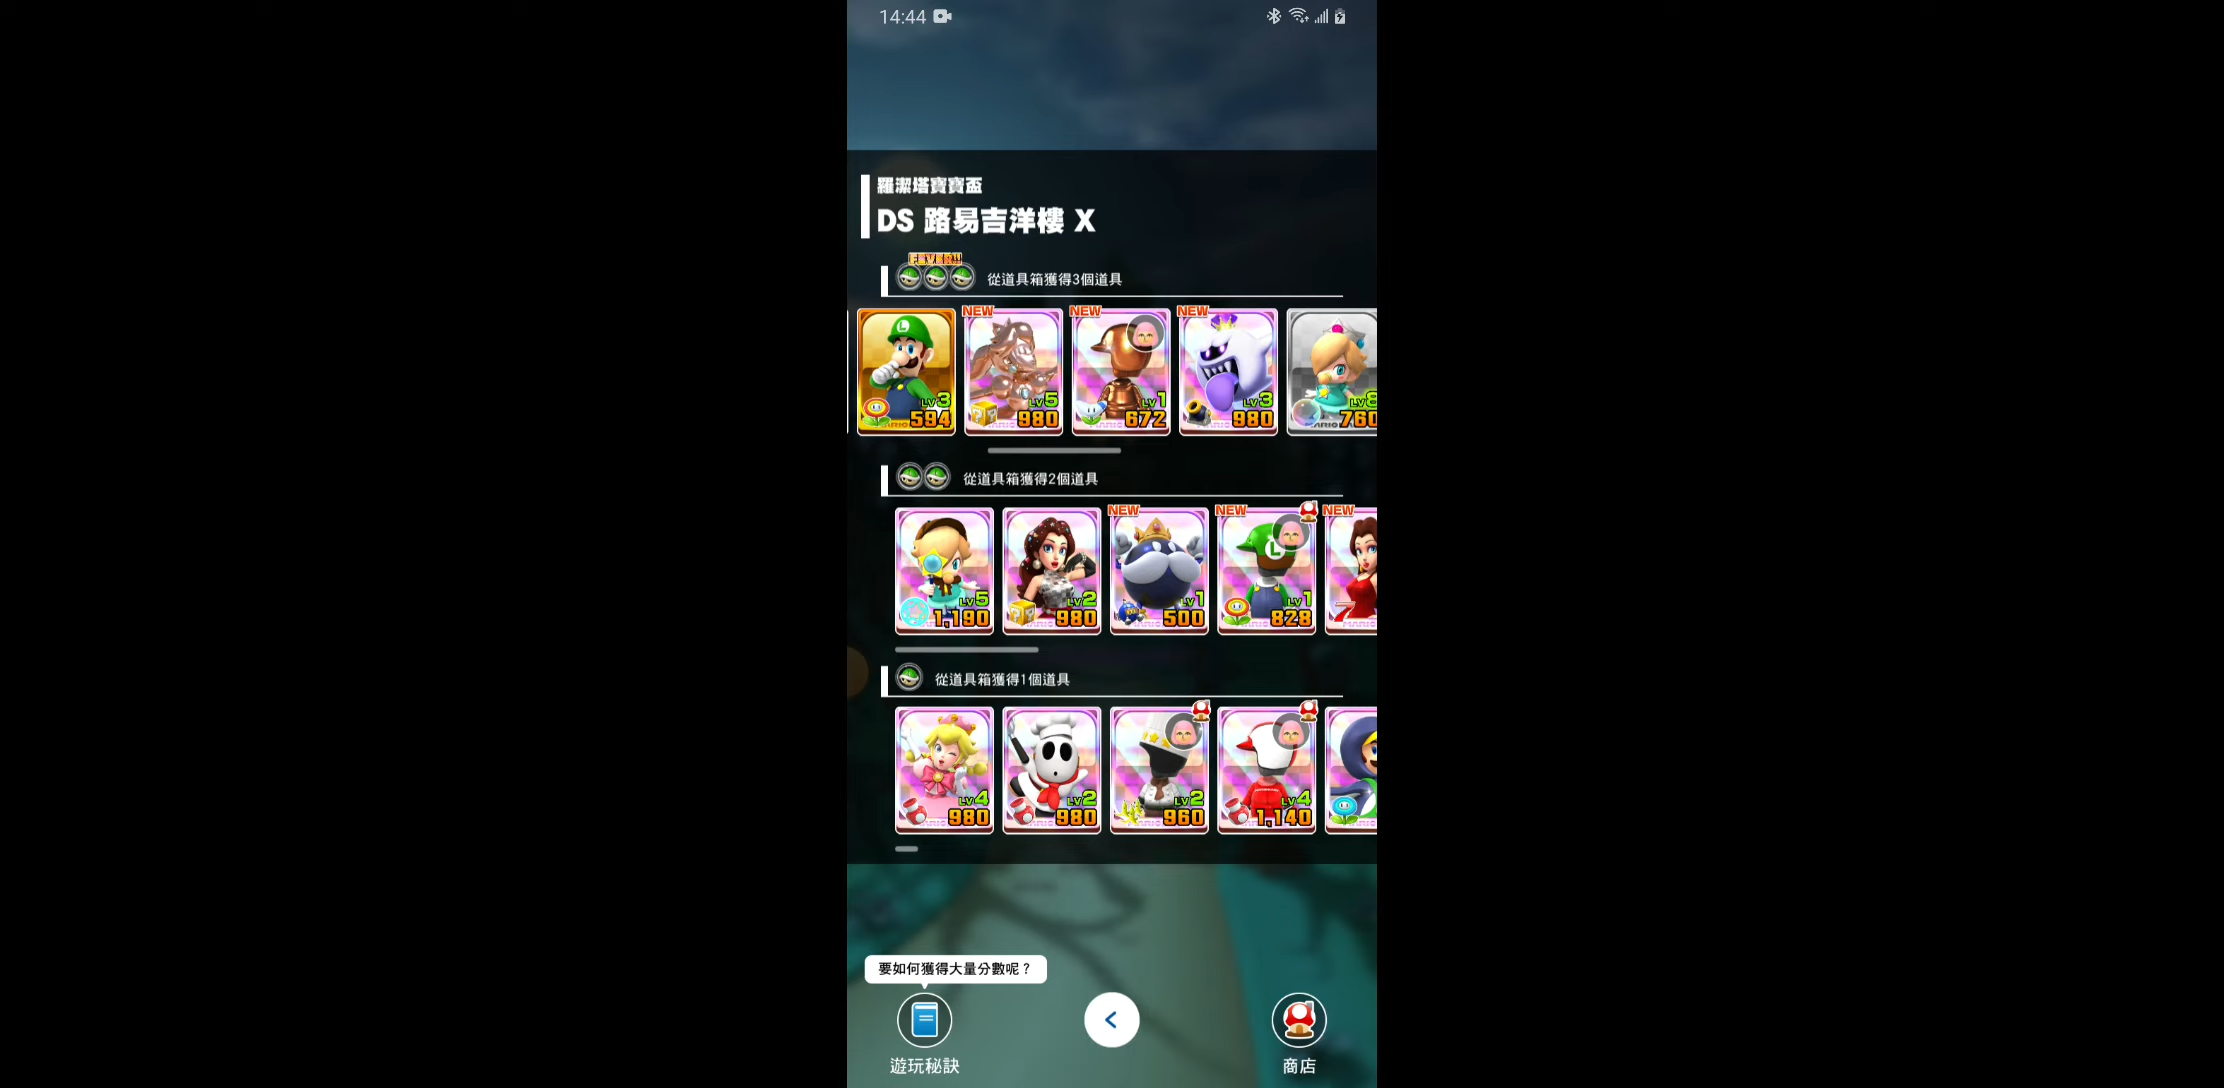 14:44
羅潔塔寶寶盃
DS 路易吉洋樓 X
FEVER!!
從道具箱獲得3個道具
NEW NEW NEW
LV3 LV5 LV1 LV3 LV8
594 980 672 980 760
從道具箱獲得2個道具
NEW NEW NEW
LV5 LV2 LV1 LV1
1,190 980 500 828
從道具箱獲得1個道具
LV4 LV2 LV2 LV4
980 980 960 1,140
要如何獲得大量分數呢？
遊玩秘訣
商店